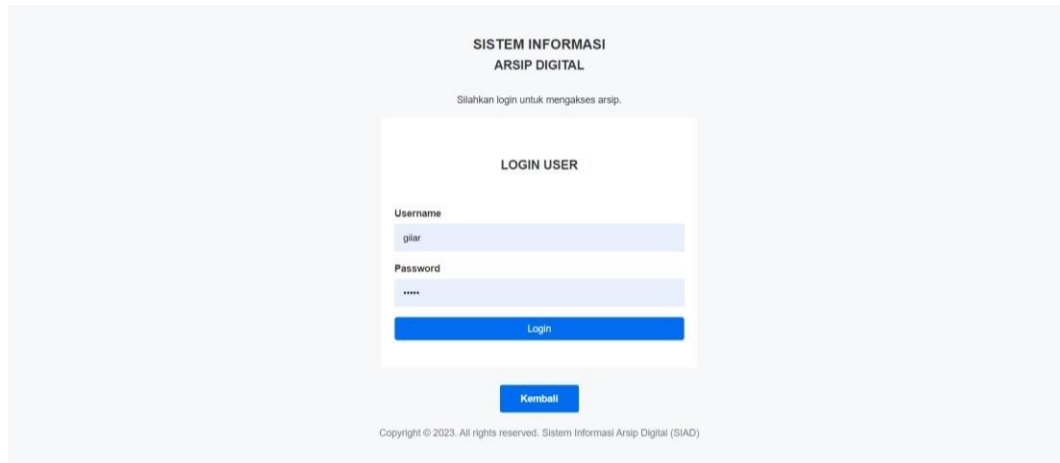 SISTEM INFORMASI
ARSIP DIGITAL
Silahkan login untuk mengakses arsip.
LOGIN USER
Username
gilar
Password
•••••
Login
Kembali
Copyright © 2023. All rights reserved. Sistem Informasi Arsip Digital (SIAD)